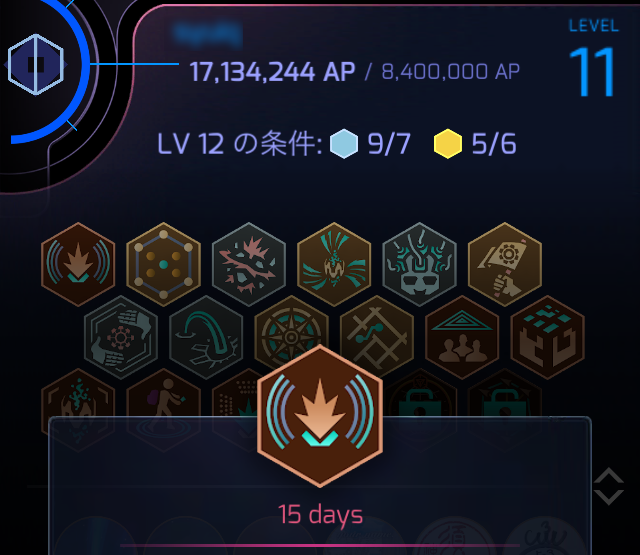 LEVEL
11
17,134,244 AP / 8,400,000 AP
LV 12 の条件: 9/7 5/6
15 days